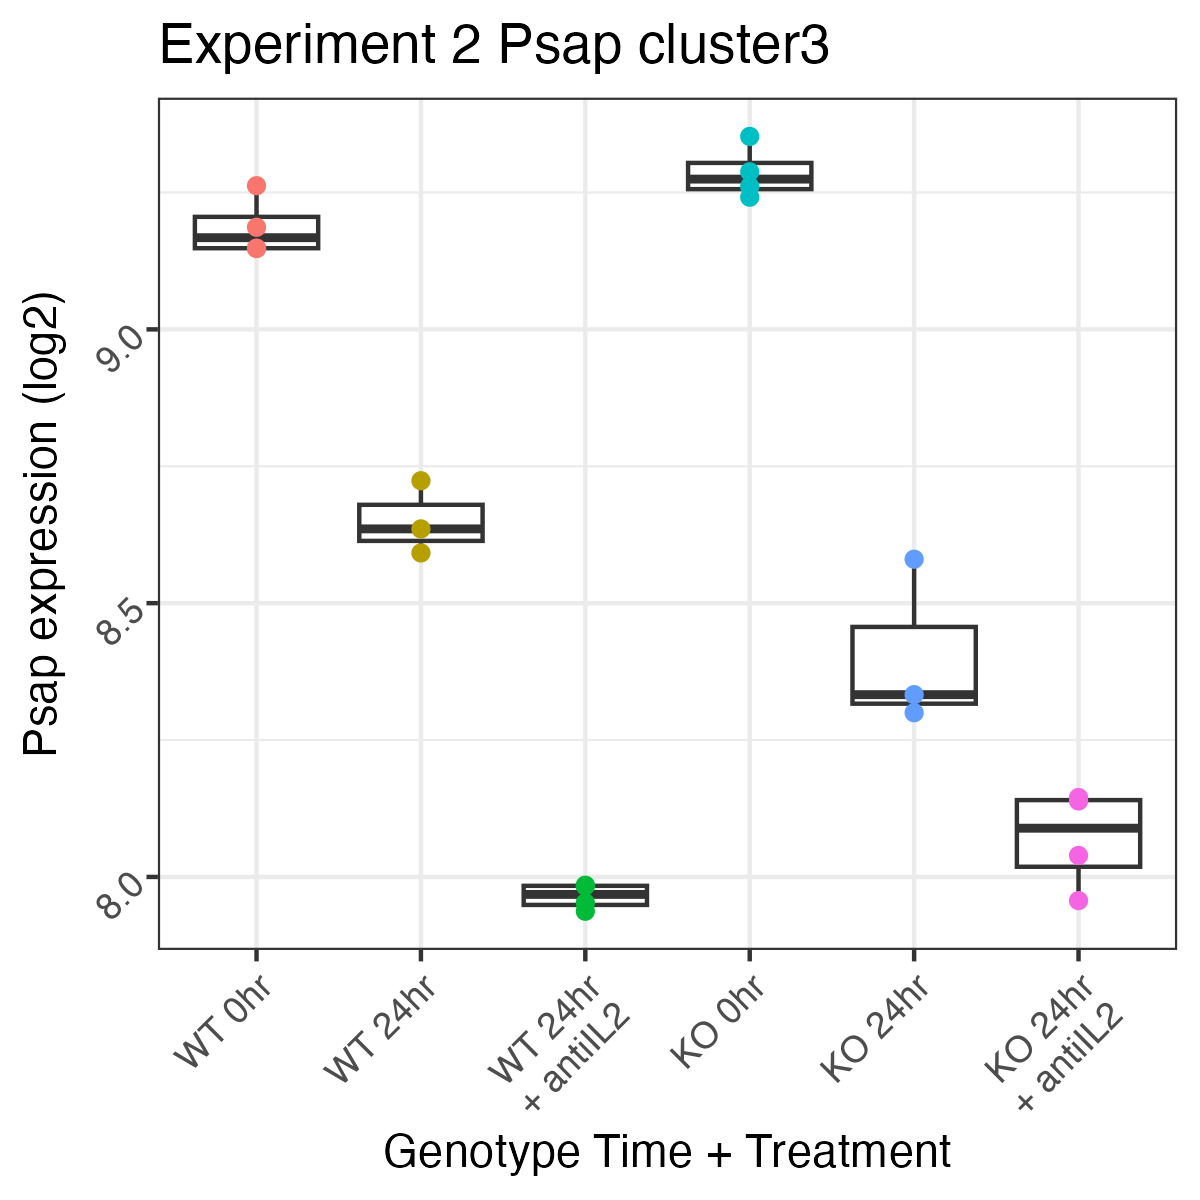 Experiment 2 Psap cluster3
Psap expression (log2)
9.0
8.5
8.0
WT 0hr
WT 24hr
WT 24hr
+ antiIL2
KO 0hr
KO 24hr
KO 24hr
+ antiIL2
Genotype Time + Treatment